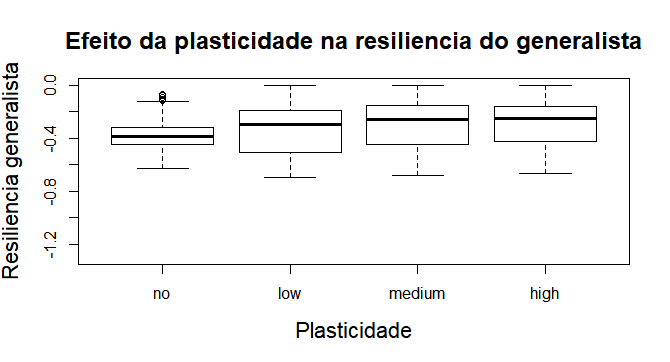 Efeito da plasticidade na resiliencia do generalista
Resiliencia generalista
0.0
-0.4
-0.8
-1.2
no
low
medium
high
Plasticidade